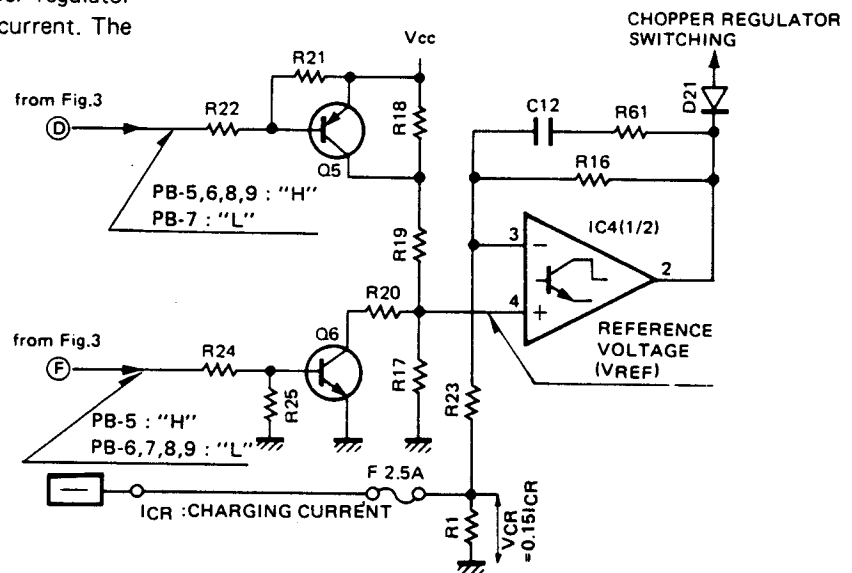 er regulator
current. The
CHOPPER REGULATOR
SWITCHING
Vcc
R21
from Fig.3
D
R22
R18
Q5
C12
R61
D21
R16
PB-5,6,8,9 : "H"
PB-7 : "L"
R19
IC4(1/2)
3
−
2
R20
4
+
from Fig.3
F
R24
Q6
R25
R17
R23
REFERENCE
VOLTAGE
(VREF)
PB-5 : "H"
PB-6,7,8,9 : "L"
F 2.5A
−
ICR :CHARGING CURRENT
R1
VCR
=0.15ICR